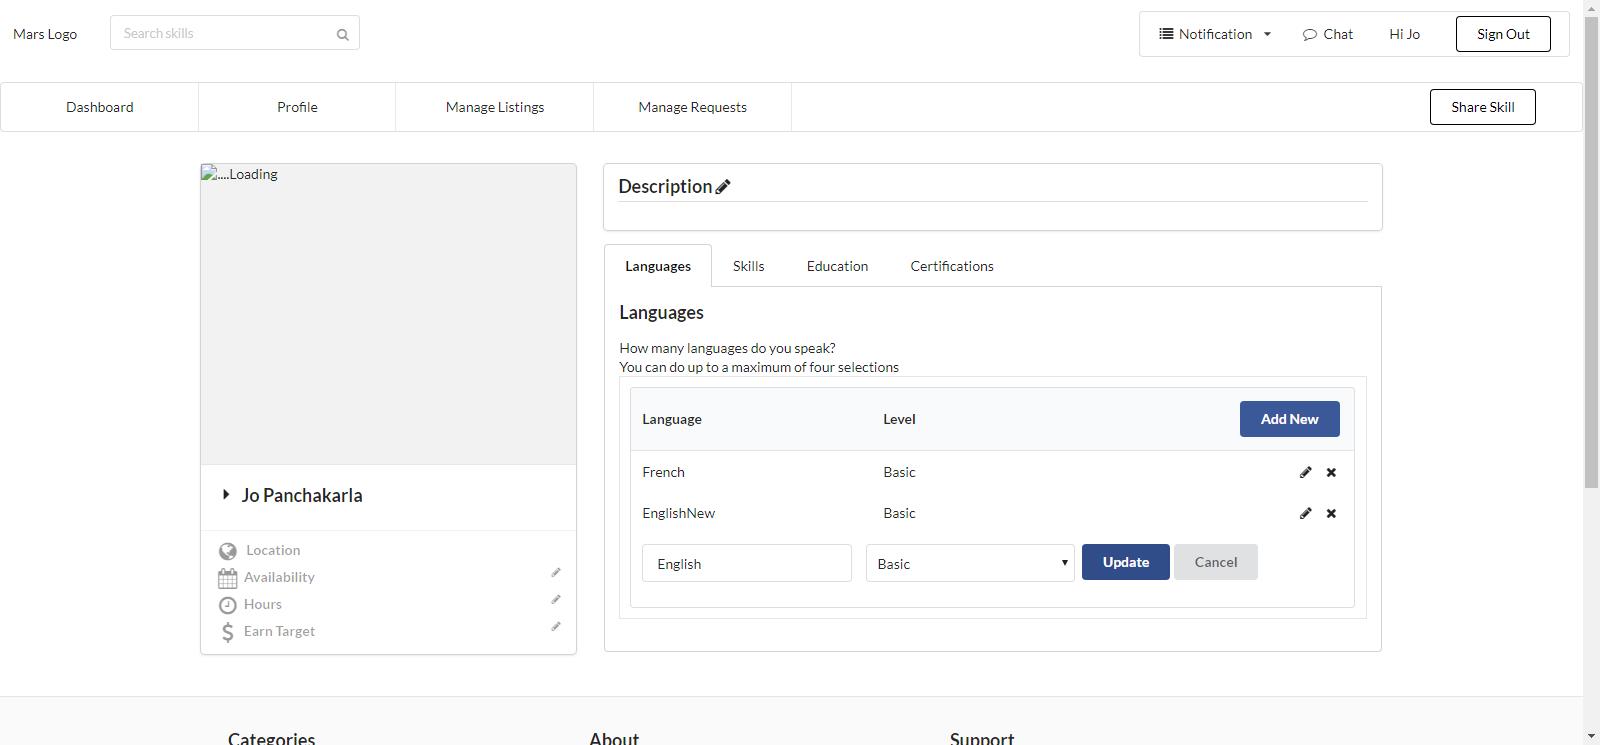 Mars Logo
Search skills
Notification
Chat
Hi Jo
Sign Out
Dashboard
Profile
Manage Listings
Manage Requests
Share Skill
....Loading
Jo Panchakarla
Location
Availability
Hours
Earn Target
Description
Languages
Skills
Education
Certifications
Languages
How many languages do you speak?
You can do up to a maximum of four selections
Language
Level
Add New
French
Basic
EnglishNew
Basic
English
Basic
Update
Cancel
Categories
About
Support